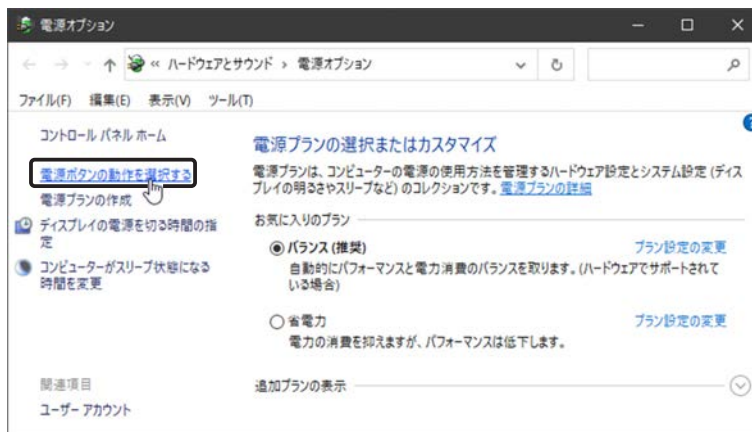 電源オプション
« ハードウェアとサウンド › 電源オプション
ファイル(F) 編集(E) 表示(V) ツール(T)
コントロール パネル ホーム
電源ボタンの動作を選択する
電源プランの作成
ディスプレイの電源を切る時間の指
定
コンピューターがスリープ状態になる
時間を変更
関連項目
ユーザー アカウント
電源プランの選択またはカスタマイズ
電源プランは、コンピューターの電源の使用方法を管理するハードウェア設定とシステム設定 (ディス
プレイの明るさやスリープなど) のコレクションです。電源プランの詳細
お気に入りのプラン
バランス (推奨) プラン設定の変更
自動的にパフォーマンスと電力消費のバランスを取ります。(ハードウェアでサポートされて
いる場合)
省電力 プラン設定の変更
電力の消費を抑えますが、パフォーマンスは低下します。
追加プランの表示